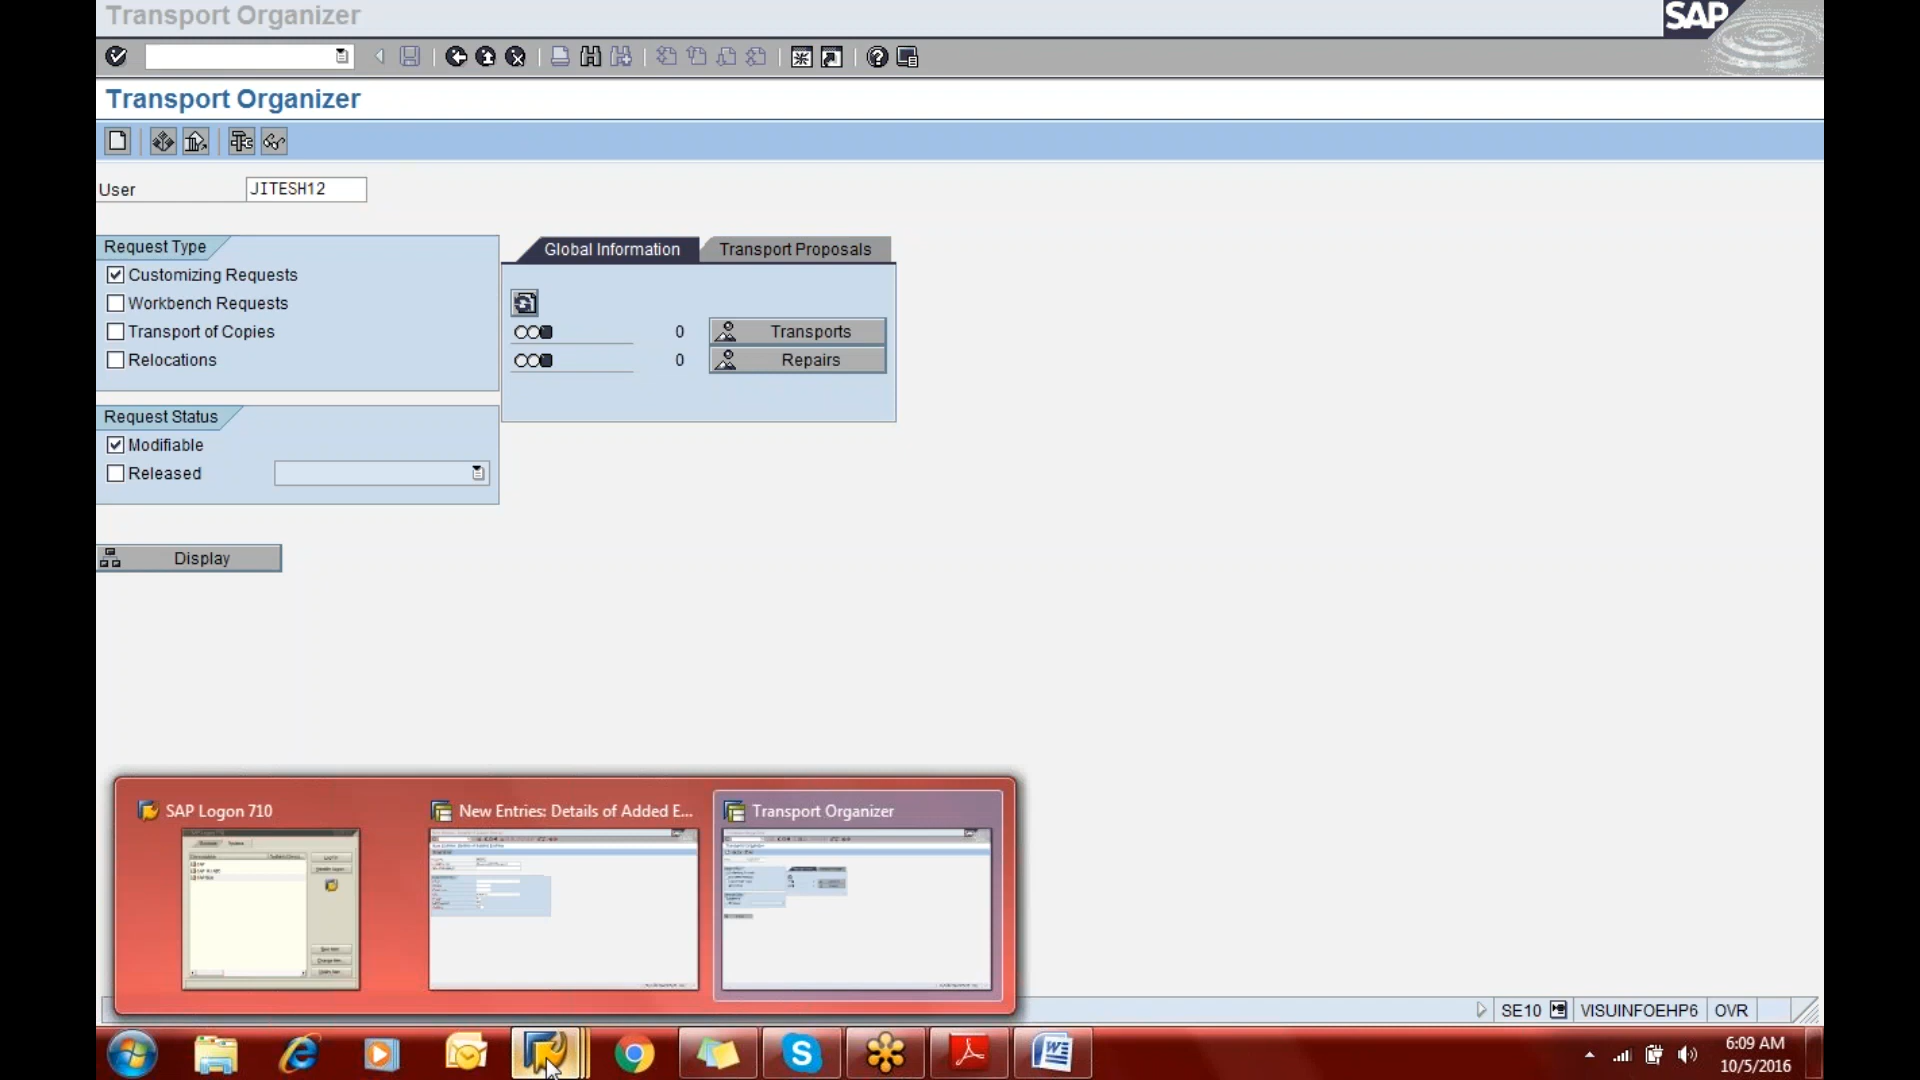 Transport Organizer
SAP
Transport Organizer
User
JITESH12
Request Type
Customizing Requests
Workbench Requests
Transport of Copies
Relocations
Global Information
Transport Proposals
0
Transports
0
Repairs
Request Status
Modifiable
Released
Display
SAP Logon 710
New Entries: Details of Added E...
Transport Organizer
SE10
VISUINFOEHP6
OVR
6:09 AM
10/5/2016